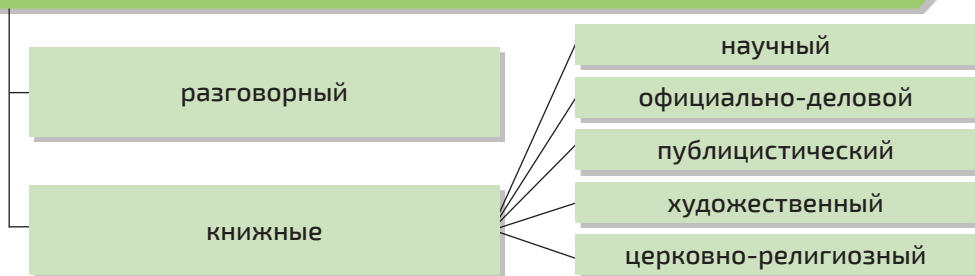 разговорный
книжные
научный
официально-деловой
публицистический
художественный
церковно-религиозный